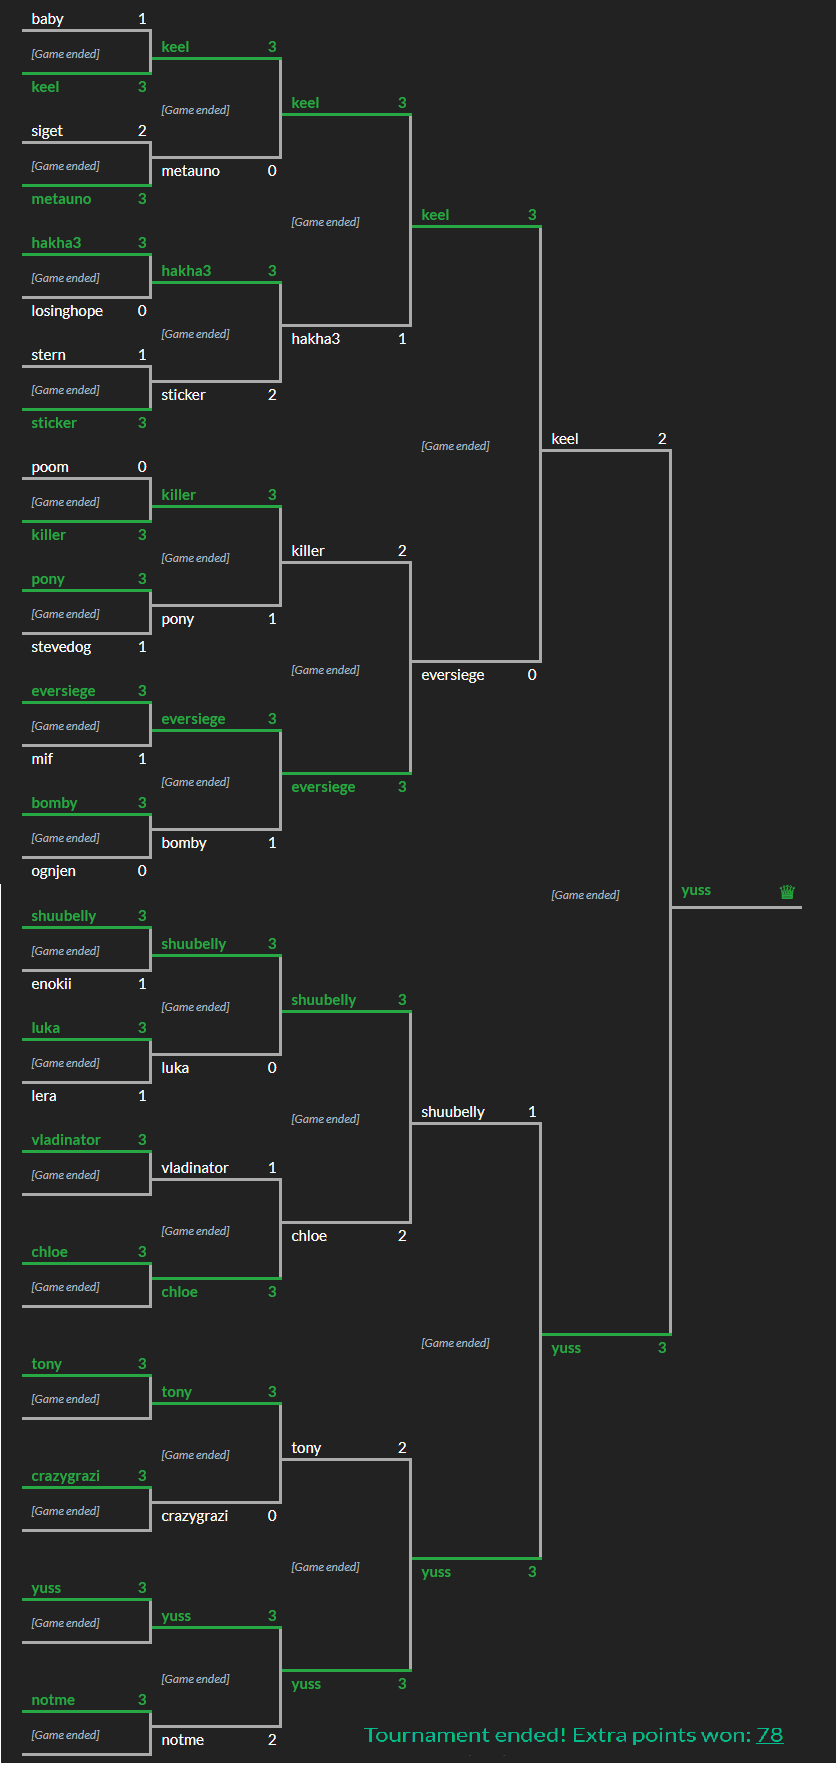 baby 1
[Game ended]
keel 3
siget 2
[Game ended]
metauno 3
hakha3 3
[Game ended]
losinghope 0
stern 1
[Game ended]
sticker 3
poom 0
[Game ended]
killer 3
pony 3
[Game ended]
stevedog 1
eversiege 3
[Game ended]
mif 1
bomby 3
[Game ended]
ognjen 0
shuubelly 3
[Game ended]
enokii 1
luka 3
[Game ended]
lera 1
vladinator 3
[Game ended]
chloe 3
[Game ended]
tony 3
[Game ended]
crazygrazi 3
[Game ended]
yuss 3
[Game ended]
notme 3
[Game ended]
keel 3
[Game ended]
metauno 0
hakha3 3
[Game ended]
sticker 2
killer 3
[Game ended]
pony 1
eversiege 3
[Game ended]
bomby 1
shuubelly 3
[Game ended]
luka 0
vladinator 1
[Game ended]
chloe 3
tony 3
[Game ended]
crazygrazi 0
yuss 3
[Game ended]
notme 2
keel 3
[Game ended]
hakha3 1
killer 2
[Game ended]
eversiege 3
shuubelly 3
[Game ended]
chloe 2
tony 2
[Game ended]
yuss 3
keel 3
[Game ended]
eversiege 0
shuubelly 1
[Game ended]
yuss 3
keel 2
[Game ended]
yuss 3
yuss
Tournament ended! Extra points won: 78